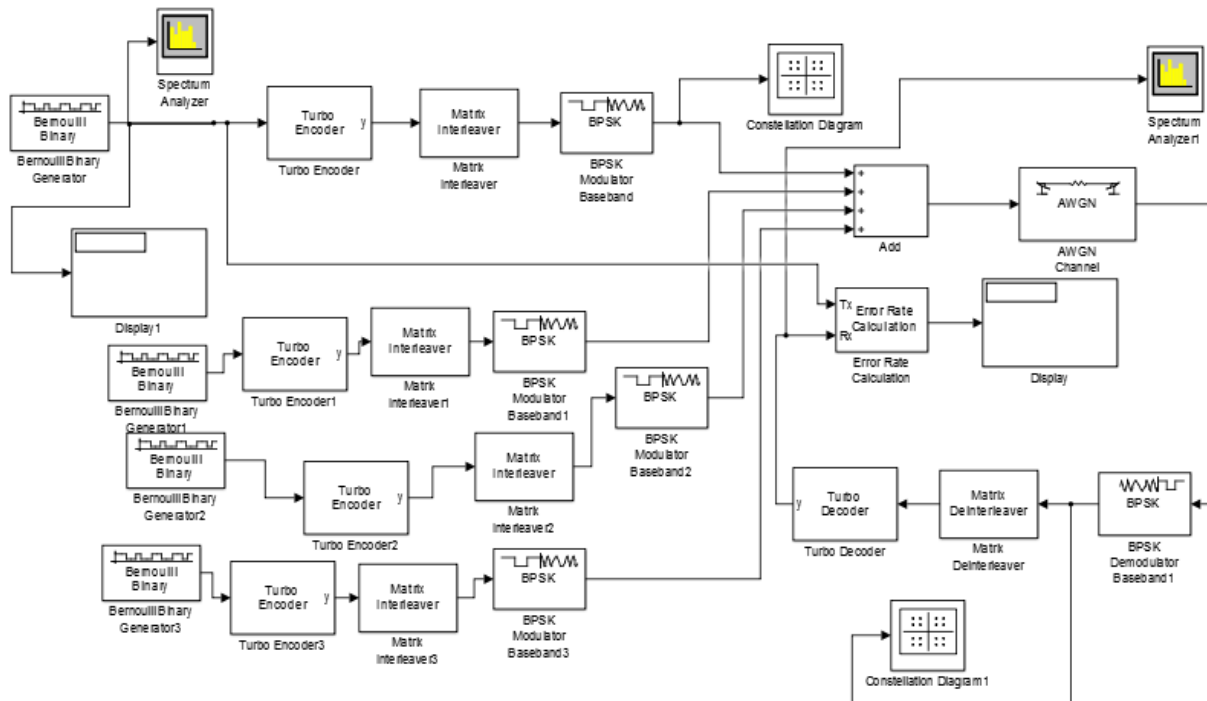 Spectrum
Analyzer
Bernoulli
Binary
Bernoulli Binary
Generator
Turbo
Encoder
y
Turbo Encoder
Matrix
Interleaver
Matrix
Interleaver
BPSK
BPSK
Modulator
Baseband
Constellation Diagram
Spectrum
Analyzer1
+
+
+
+
Add
AWGN
AWGN
Channel
Display1
Tx
Rx
Error Rate
Calculation
Error Rate
Calculation
Display
Bernoulli
Binary
Bernoulli Binary
Generator1
Turbo
Encoder
y
Turbo Encoder1
Matrix
Interleaver
Matrix
Interleaver1
BPSK
BPSK
Modulator
Baseband1
BPSK
BPSK
Modulator
Baseband2
Bernoulli
Binary
Bernoulli Binary
Generator2
Turbo
Encoder
y
Turbo Encoder2
Matrix
Interleaver
Matrix
Interleaver2
y
Turbo
Decoder
Turbo Decoder
Matrix
DeInterleaver
Matrix
DeInterleaver
BPSK
BPSK
Demodulator
Baseband1
Bernoulli
Binary
Bernoulli Binary
Generator3
Turbo
Encoder
y
Turbo Encoder3
Matrix
Interleaver
Matrix
Interleaver3
BPSK
BPSK
Modulator
Baseband3
Constellation Diagram1